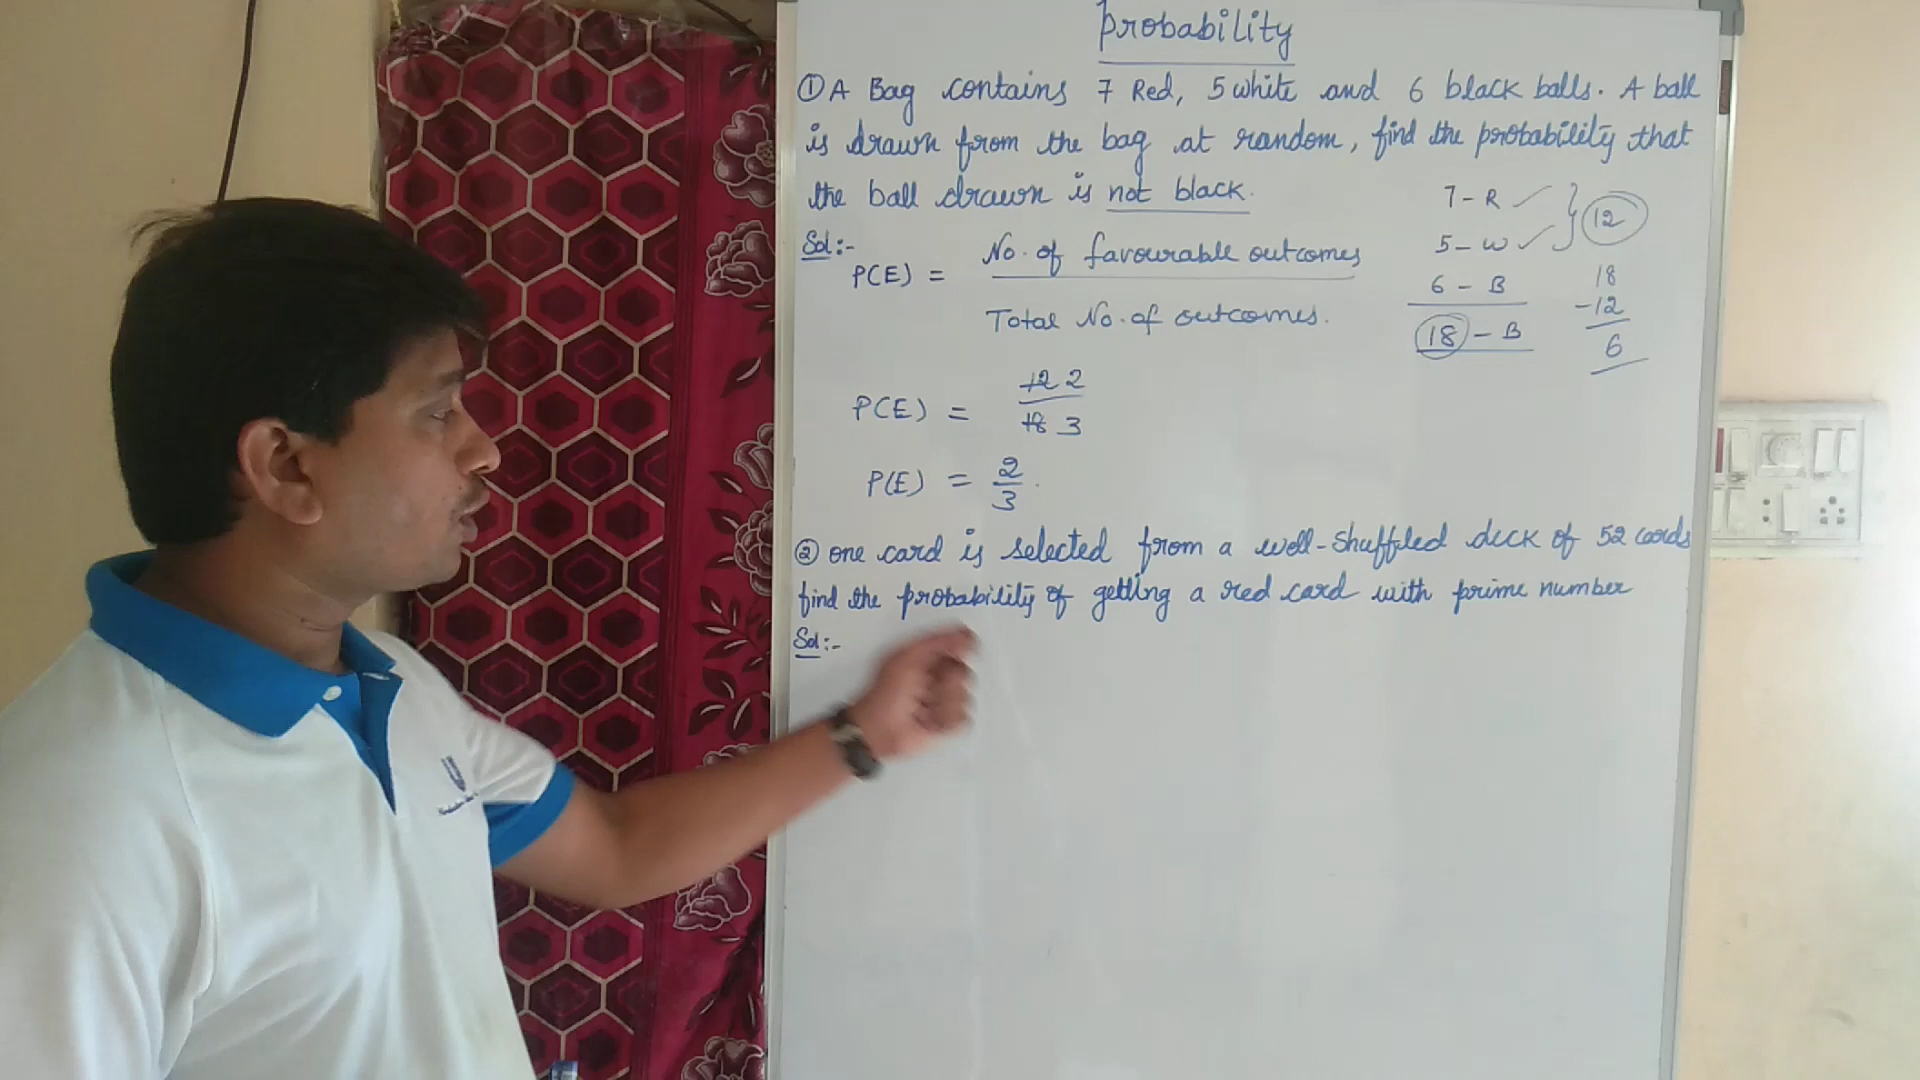 Probability
① A Bag contains 7 Red, 5 white and 6 black balls. A ball
is drawn from the bag at random, find the probability that
the ball drawn is not black.
7 - R ✓
5 - W ✓
12
6 - B
18 - B
18
-12
6
Sol:-
P(E) = No. of favourable outcomes
Total No. of outcomes.
P(E) = 12 2
18 3
P(E) = 2
3.
② one card is selected from a well-shuffled deck of 52 cards
find the probability of getting a red card with prime number
Sol:-